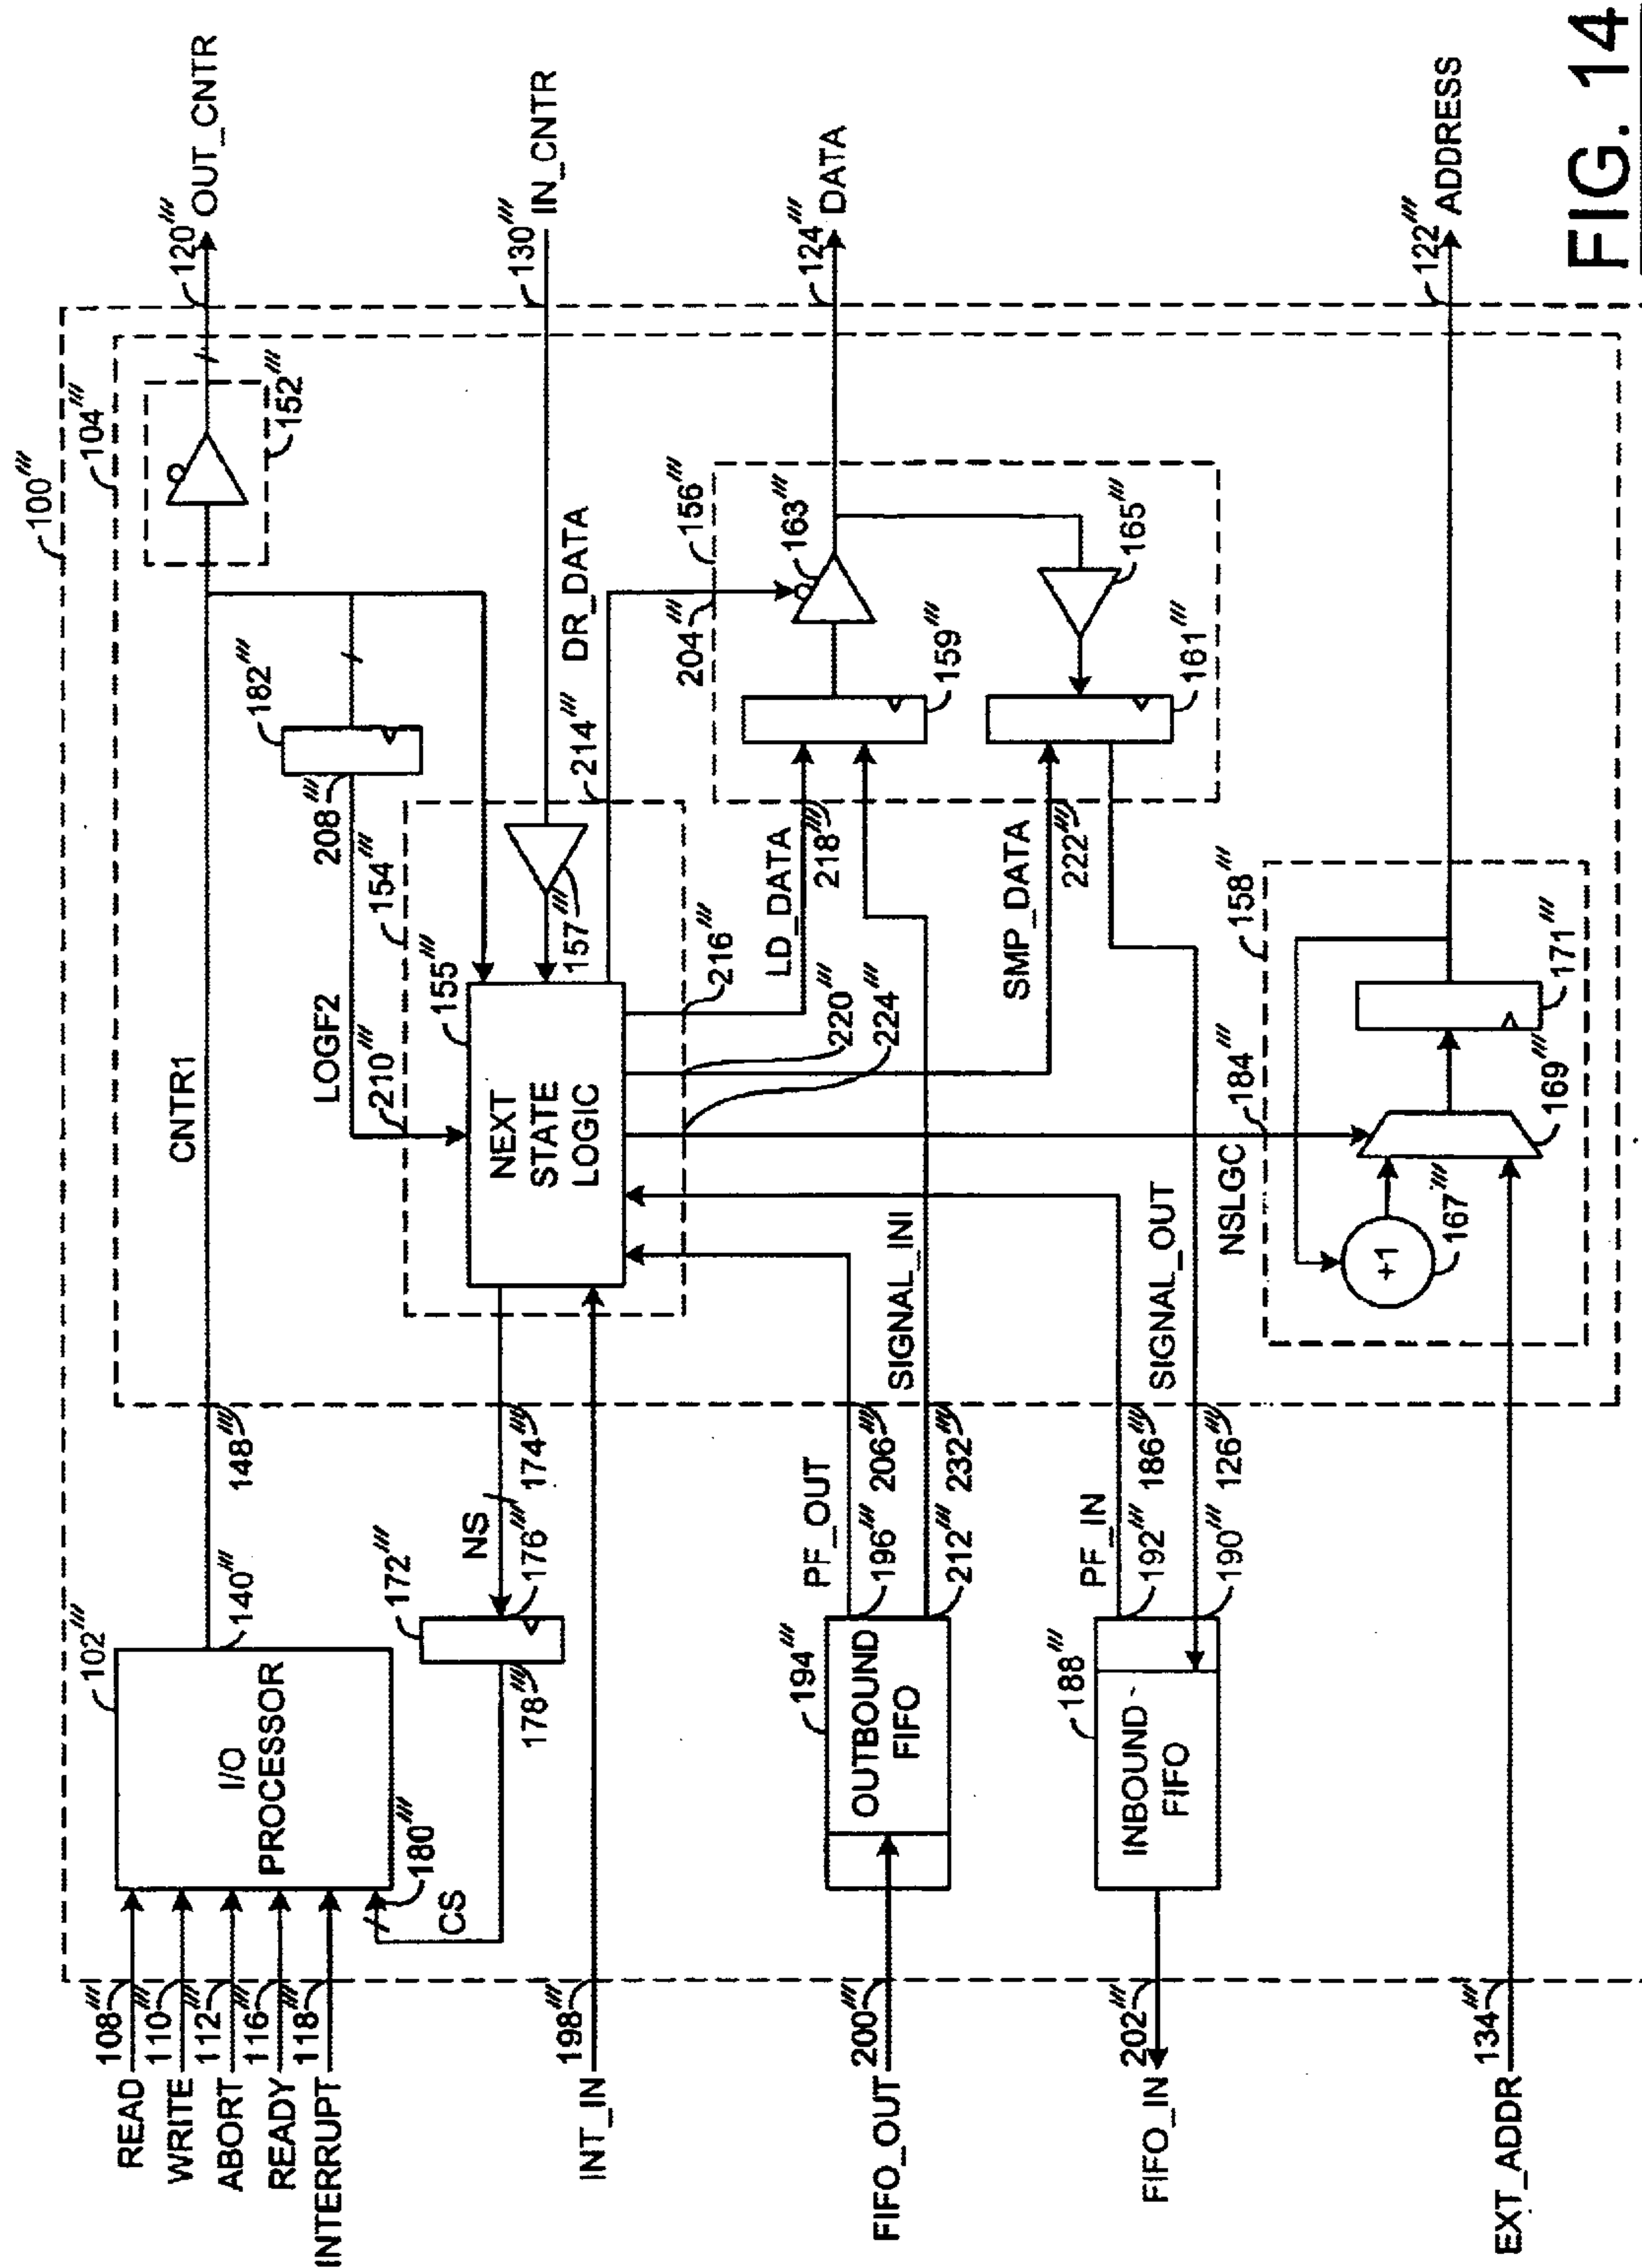 100‴
104‴
102‴
READ
108‴
WRITE
110‴
ABORT
112‴
READY
116‴
INTERRUPT
118‴
I/O
PROCESSOR
140‴
148‴
CNTR1
152‴
120‴
OUT_CNTR
180‴
CS
172‴
178‴
176‴
NS
174‴
LOGF2
210‴
208‴
182‴
154‴
155‴
NEXT
STATE
LOGIC
157‴
130‴
IN_CNTR
214‴
DR_DATA
INT_IN
198‴
216‴
220‴
224‴
204‴
156‴
163‴
165‴
159‴
161‴
LD_DATA
218‴
SMP_DATA
222‴
124‴
DATA
FIFO_OUT
200‴
194‴
OUTBOUND
FIFO
PF_OUT
196‴
206‴
212‴
232‴
SIGNAL_INI
FIFO_IN
202‴
188‴
INBOUND
FIFO
PF_IN
192‴
186‴
190‴
126‴
SIGNAL_OUT
NSLGC
184‴
158‴
+1
167‴
169‴
171‴
EXT_ADDR
134‴
122‴
ADDRESS
FIG. 14